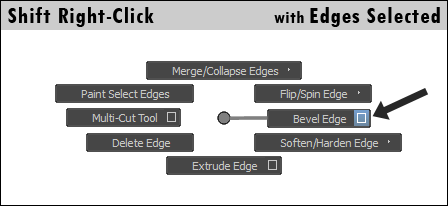 Shift Right-Click with Edges Selected
Merge/Collapse Edges
Paint Select Edges Flip/Spin Edge
Multi-Cut Tool Bevel Edge
Delete Edge Soften/Harden Edge
Extrude Edge